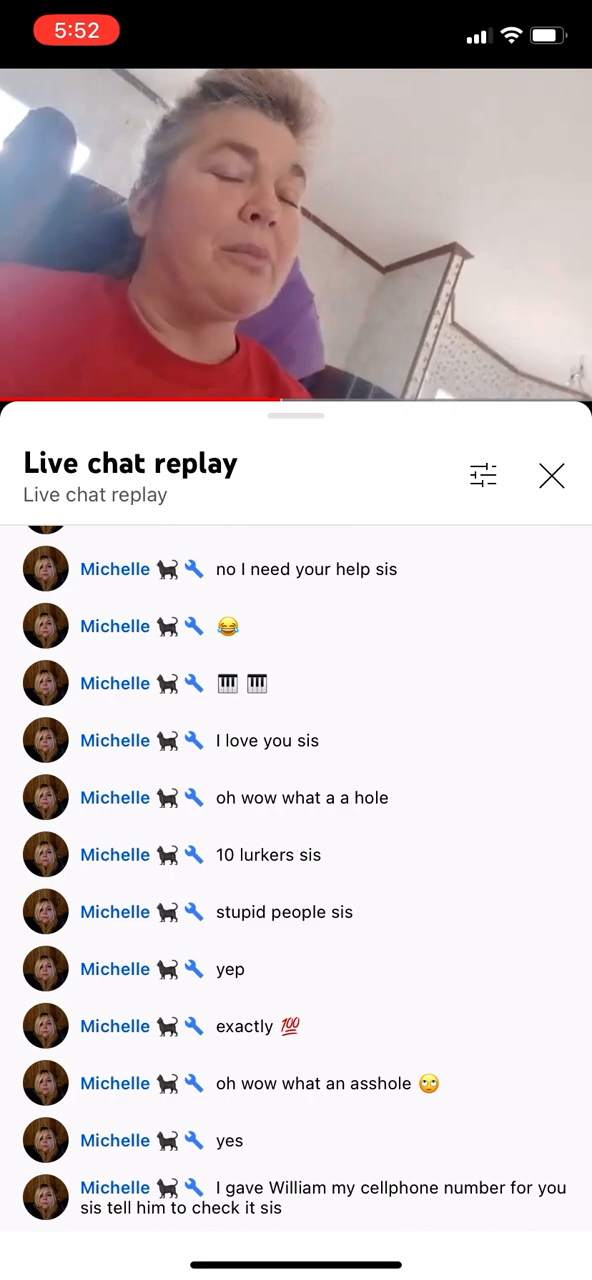 5:52
Live chat replay
Live chat replay
Michelle 🐈‍⬛ 🔧 no I need your help sis
Michelle 🐈‍⬛ 🔧 😂
Michelle 🐈‍⬛ 🔧 🎹 🎹
Michelle 🐈‍⬛ 🔧 I love you sis
Michelle 🐈‍⬛ 🔧 oh wow what a a hole
Michelle 🐈‍⬛ 🔧 10 lurkers sis
Michelle 🐈‍⬛ 🔧 stupid people sis
Michelle 🐈‍⬛ 🔧 yep
Michelle 🐈‍⬛ 🔧 exactly 💯
Michelle 🐈‍⬛ 🔧 oh wow what an asshole 🙄
Michelle 🐈‍⬛ 🔧 yes
Michelle 🐈‍⬛ 🔧 I gave William my cellphone number for you
sis tell him to check it sis